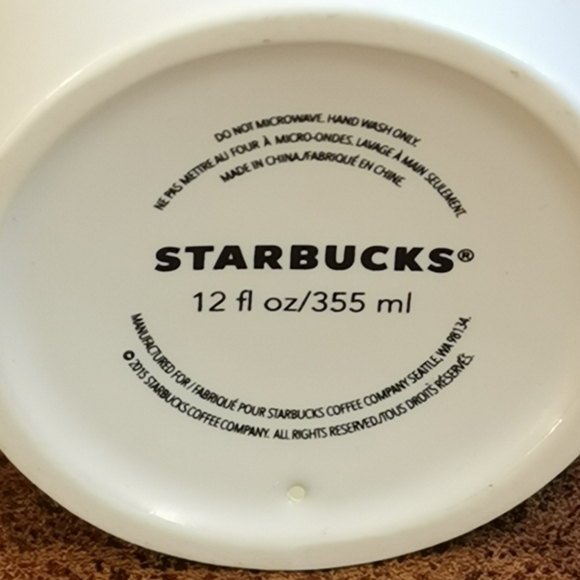 DO NOT MICROWAVE. HAND WASH ONLY.
NE PAS METTRE AU FOUR À MICRO-ONDES. LAVAGE À MAIN SEULEMENT.
MADE IN CHINA/FABRIQUÉ EN CHINE.
STARBUCKS®
12 fl oz/355 ml
MANUFACTURED FOR / FABRIQUÉ POUR STARBUCKS COFFEE COMPANY SEATTLE, WA 98134.
© 2015 STARBUCKS COFFEE COMPANY. ALL RIGHTS RESERVED/TOUS DROITS RÉSERVÉS.